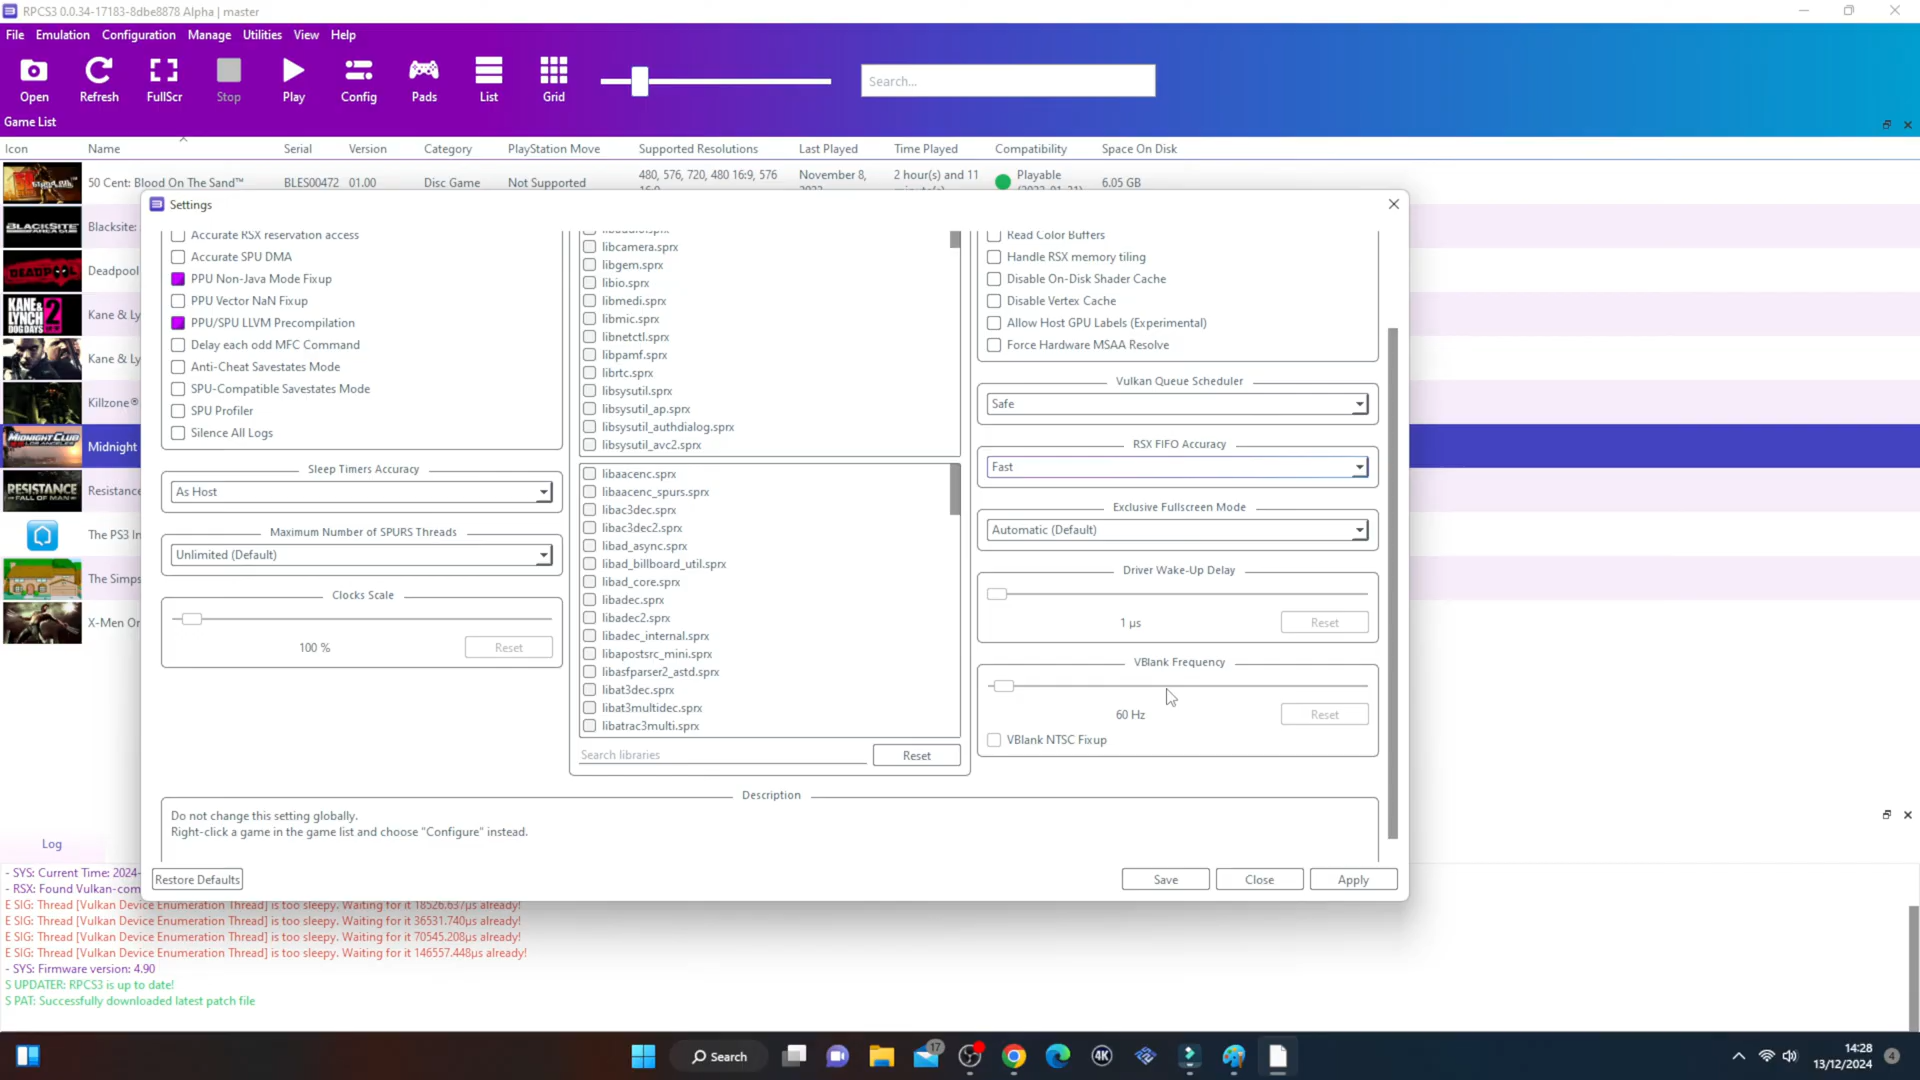 RPCS3 0.0.34-17183-8dbe8878 Alpha | master
File Emulation Configuration Manage Utilities View Help
Open Refresh FullScr Stop Play Config Pads List Grid Search...
Game List
Icon Name Serial Version Category PlayStation Move Supported Resolutions Last Played Time Played Compatibility Space On Disk
50 Cent: Blood On The Sand™ BLES00472 01.00 Disc Game Not Supported 480, 576, 720, 480 16:9, 576 November 8, 2 hour(s) and 11 Playable 6.05 GB
Settings
BLACKSITE Blacksite:
DEADPOOL Deadpool
KANE & LYNCH 2 DOG DAYS Kane & Ly
Kane & Ly
Killzone®
MIDNIGHT CLUB Midnight
RESISTANCE Resistance
The PS3 In
The Simps
X-Men Or
Accurate RSX reservation access
Accurate SPU DMA
PPU Non-Java Mode Fixup
PPU Vector NaN Fixup
PPU/SPU LLVM Precompilation
Delay each odd MFC Command
Anti-Cheat Savestates Mode
SPU-Compatible Savestates Mode
SPU Profiler
Silence All Logs
Sleep Timers Accuracy
As Host
Maximum Number of SPURS Threads
Unlimited (Default)
Clocks Scale
100 %
Reset
libcamera.sprx
libgem.sprx
libio.sprx
libmedi.sprx
libmic.sprx
libnetctl.sprx
libpamf.sprx
librtc.sprx
libsysutil.sprx
libsysutil_ap.sprx
libsysutil_authdialog.sprx
libsysutil_avc2.sprx
libaacenc.sprx
libaacenc_spurs.sprx
libac3dec.sprx
libac3dec2.sprx
libad_async.sprx
libad_billboard_util.sprx
libad_core.sprx
libadec.sprx
libadec2.sprx
libadec_internal.sprx
libapostsrc_mini.sprx
libasfparser2_astd.sprx
libat3dec.sprx
libat3multidec.sprx
libatrac3multi.sprx
Search libraries
Reset
Read Color Buffers
Handle RSX memory tiling
Disable On-Disk Shader Cache
Disable Vertex Cache
Allow Host GPU Labels (Experimental)
Force Hardware MSAA Resolve
Vulkan Queue Scheduler
Safe
RSX FIFO Accuracy
Fast
Exclusive Fullscreen Mode
Automatic (Default)
Driver Wake-Up Delay
1 µs
Reset
VBlank Frequency
60 Hz
Reset
VBlank NTSC Fixup
Description
Do not change this setting globally.
Right-click a game in the game list and choose "Configure" instead.
Restore Defaults Save Close Apply
Log
- SYS: Current Time: 2024-
- RSX: Found Vulkan-com
E SIG: Thread [Vulkan Device Enumeration Thread] is too sleepy. Waiting for it 18526.637µs already!
E SIG: Thread [Vulkan Device Enumeration Thread] is too sleepy. Waiting for it 36531.740µs already!
E SIG: Thread [Vulkan Device Enumeration Thread] is too sleepy. Waiting for it 70545.208µs already!
E SIG: Thread [Vulkan Device Enumeration Thread] is too sleepy. Waiting for it 146557.448µs already!
- SYS: Firmware version: 4.90
S UPDATER: RPCS3 is up to date!
S PAT: Successfully downloaded latest patch file
Search 17 4K 14:28
13/12/2024 4